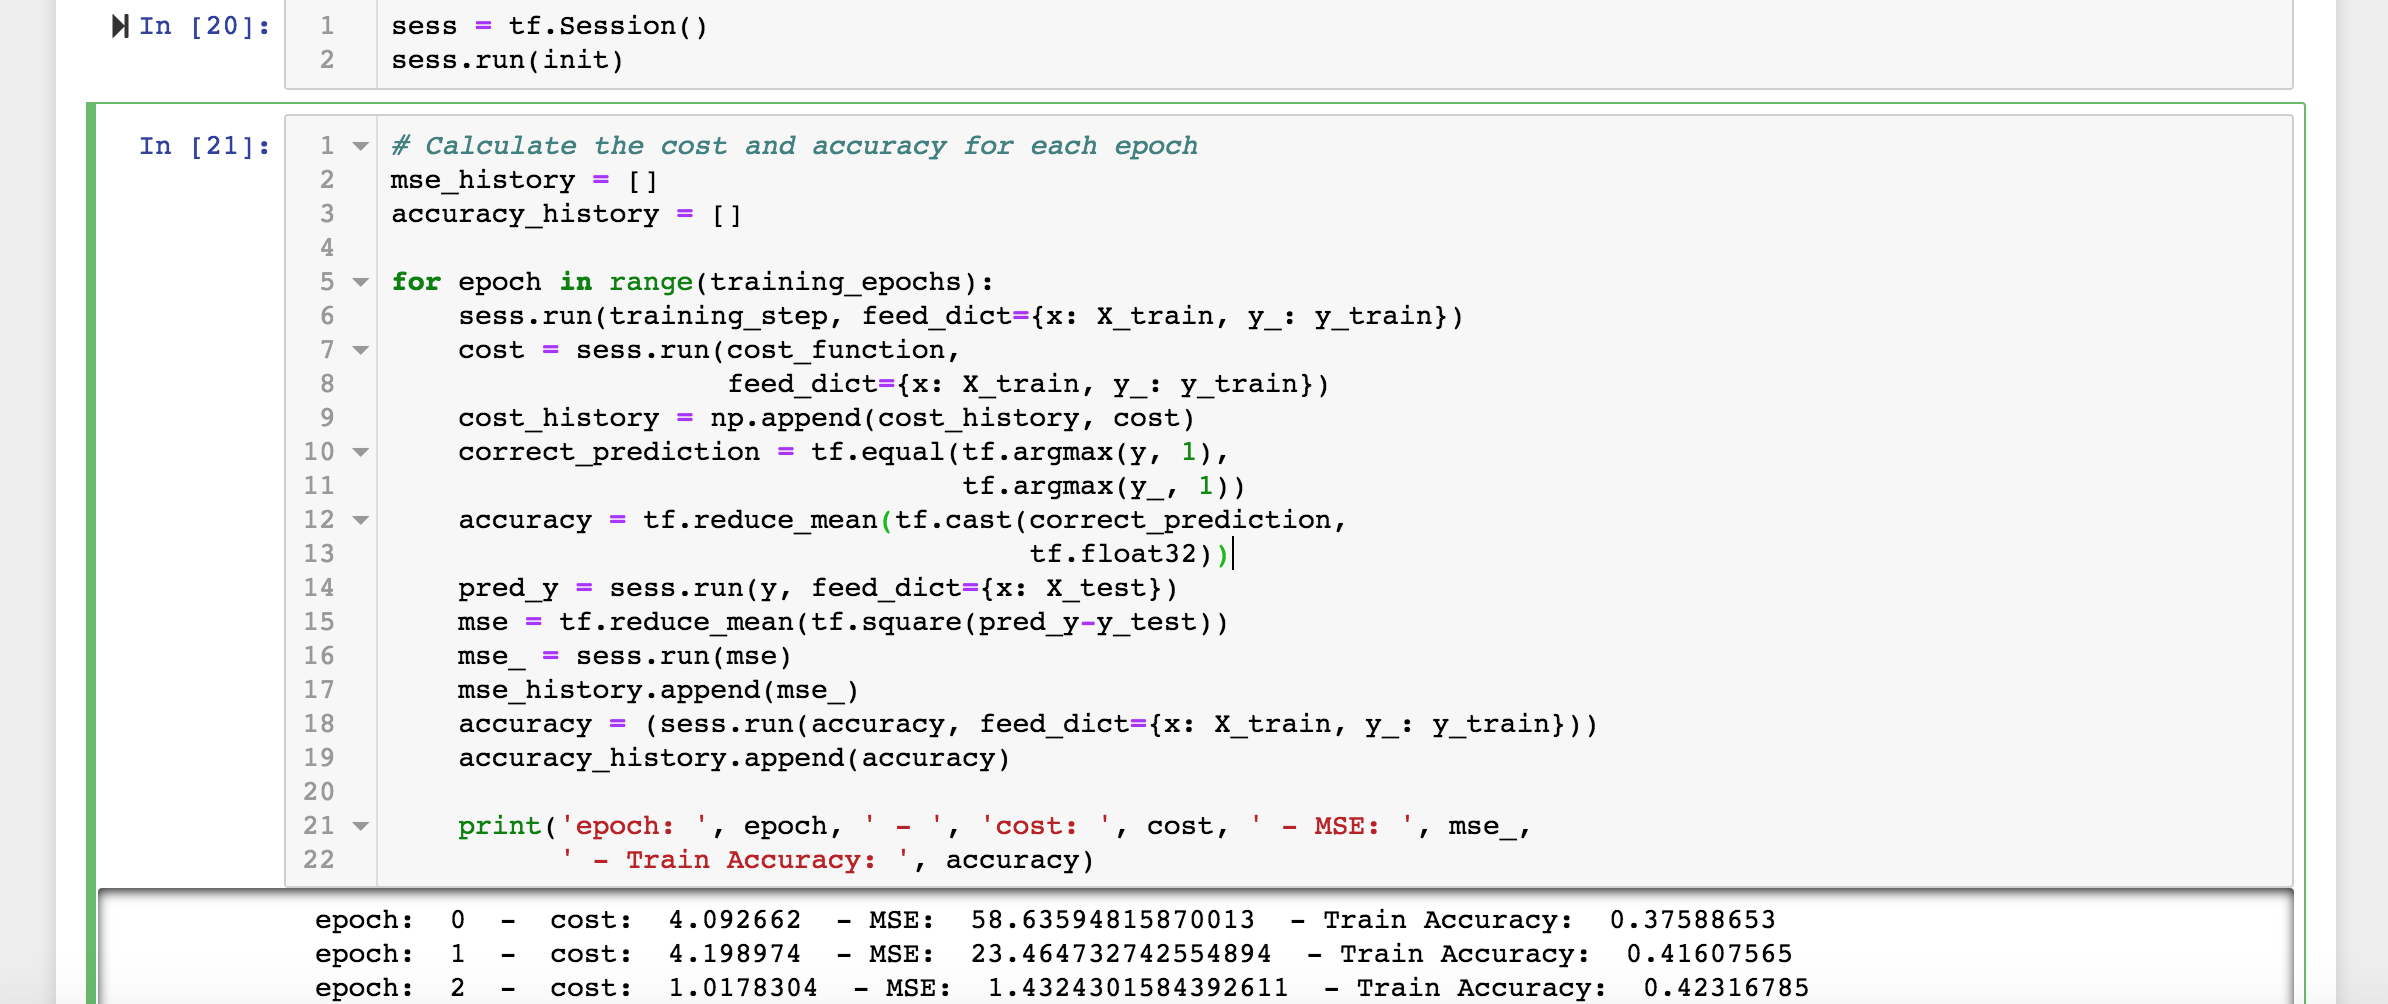 In [20]:
1 sess = tf.Session()
2 sess.run(init)
In [21]:
1 # Calculate the cost and accuracy for each epoch
2 mse_history = []
3 accuracy_history = []
4
5 for epoch in range(training_epochs):
6     sess.run(training_step, feed_dict={x: X_train, y_: y_train})
7     cost = sess.run(cost_function,
8                     feed_dict={x: X_train, y_: y_train})
9     cost_history = np.append(cost_history, cost)
10     correct_prediction = tf.equal(tf.argmax(y, 1),
11                                   tf.argmax(y_, 1))
12     accuracy = tf.reduce_mean(tf.cast(correct_prediction,
13                                       tf.float32))
14     pred_y = sess.run(y, feed_dict={x: X_test})
15     mse = tf.reduce_mean(tf.square(pred_y-y_test))
16     mse_ = sess.run(mse)
17     mse_history.append(mse_)
18     accuracy = (sess.run(accuracy, feed_dict={x: X_train, y_: y_train}))
19     accuracy_history.append(accuracy)
20
21     print('epoch: ', epoch, ' - ', 'cost: ', cost, ' - MSE: ', mse_,
22           ' - Train Accuracy: ', accuracy)
epoch:  0  -  cost:  4.092662  - MSE:  58.63594815870013  - Train Accuracy:  0.37588653
epoch:  1  -  cost:  4.198974  - MSE:  23.464732742554894  - Train Accuracy:  0.41607565
epoch:  2  -  cost:  1.0178304  - MSE:  1.4324301584392611  - Train Accuracy:  0.42316785